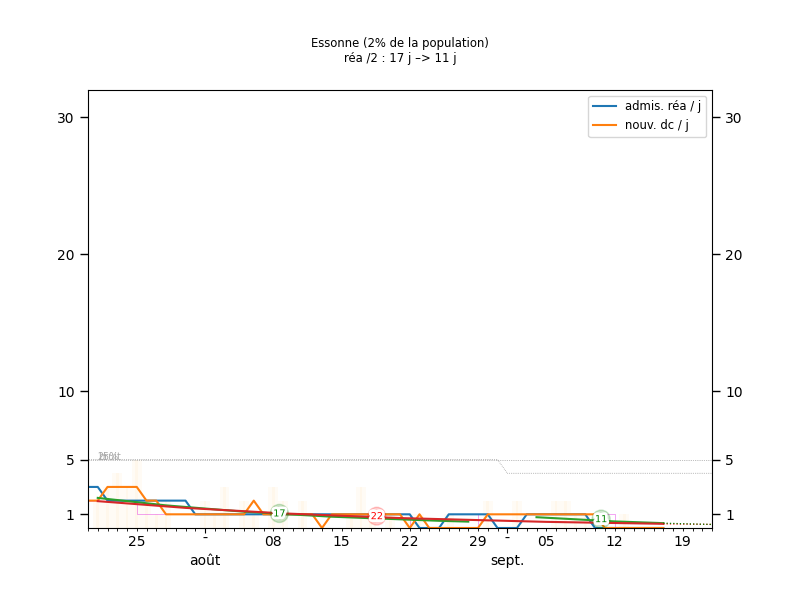 Essonne (2% de la population)
réa /2 : 17 j –> 11 j
admis. réa / j
nouv. dc / j
30 30
20 20
10 10
5 5
1 1
17 22 11
25 - 08 15 22 29 - 05 12 19
août sept.